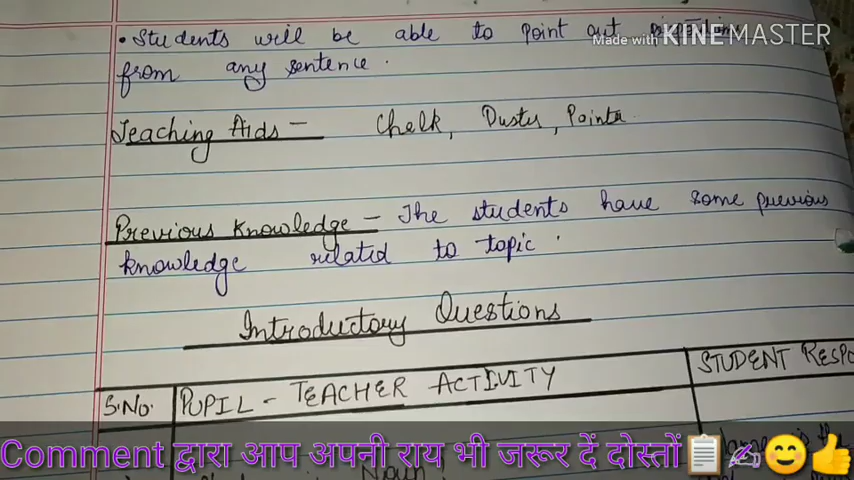 • Students will be able to point out
Made with KINEMASTER
from any sentence.
Teaching Aids - Chalk, Duster, Pointer
Previous Knowledge - The students have some previous
knowledge related to topic.
Introductory Questions
S.No. PUPIL - TEACHER ACTIVITY STUDENT RESPO
Comment द्वारा आप अपनी राय भी जरूर दें दोस्तों📋✍😊👍
Noun